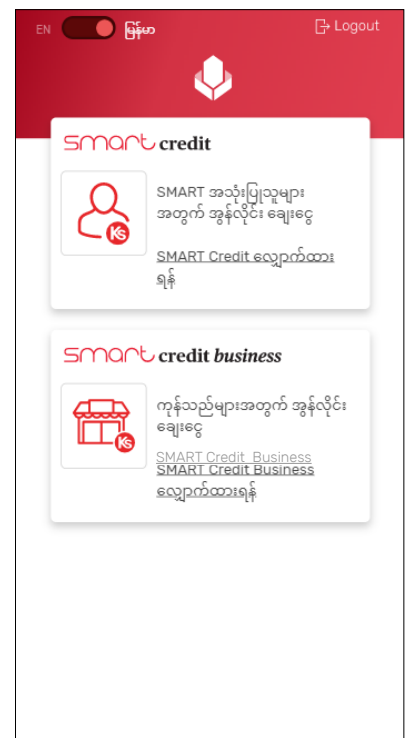 EN မြန်မာ Logout
smart credit
SMART အသုံးပြုသူများ
အတွက် အွန်လိုင်း ချေးငွေ
SMART Credit လျှောက်ထား
ရန်
Ks
smart credit business
ကုန်သည်များအတွက် အွန်လိုင်း
ချေးငွေ
SMART Credit Business
SMART Credit Business
လျှောက်ထားရန်
Ks